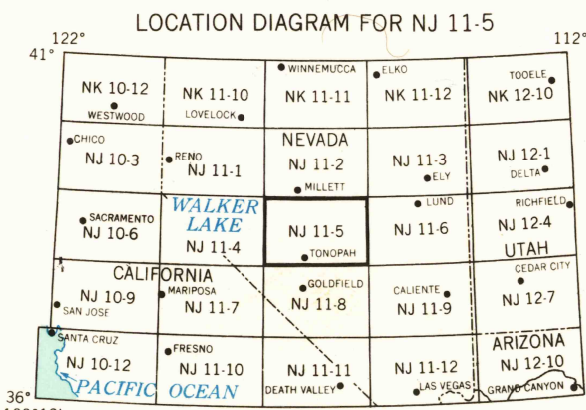 LOCATION DIAGRAM FOR NJ 11-5
122°
112°
41°
WINNEMUCCA
ELKO
TOOELE
NK 10-12
NK 11-10
NK 11-11
NK 11-12
NK 12-10
WESTWOOD
LOVELOCK
CHICO
NEVADA
NJ 10-3
RENO
NJ 11-1
NJ 11-2
NJ 11-3
NJ 12-1
ELY
DELTA
MILLETT
WALKER
LAKE
LUND
RICHFIELD
SACRAMENTO
NJ 10-6
NJ 11-4
NJ 11-5
NJ 11-6
NJ 12-4
TONOPAH
UTAH
CALIFORNIA
CEDAR CITY
NJ 10-9
MARIPOSA
NJ 11-7
GOLDFIELD
NJ 11-8
CALIENTE
NJ 11-9
NJ 12-7
SAN JOSE
SANTA CRUZ
ARIZONA
NJ 10-12
FRESNO
NJ 11-10
NJ 11-11
NJ 11-12
NJ 12-10
PACIFIC OCEAN
DEATH VALLEY
LAS VEGAS
GRAND CANYON
36°